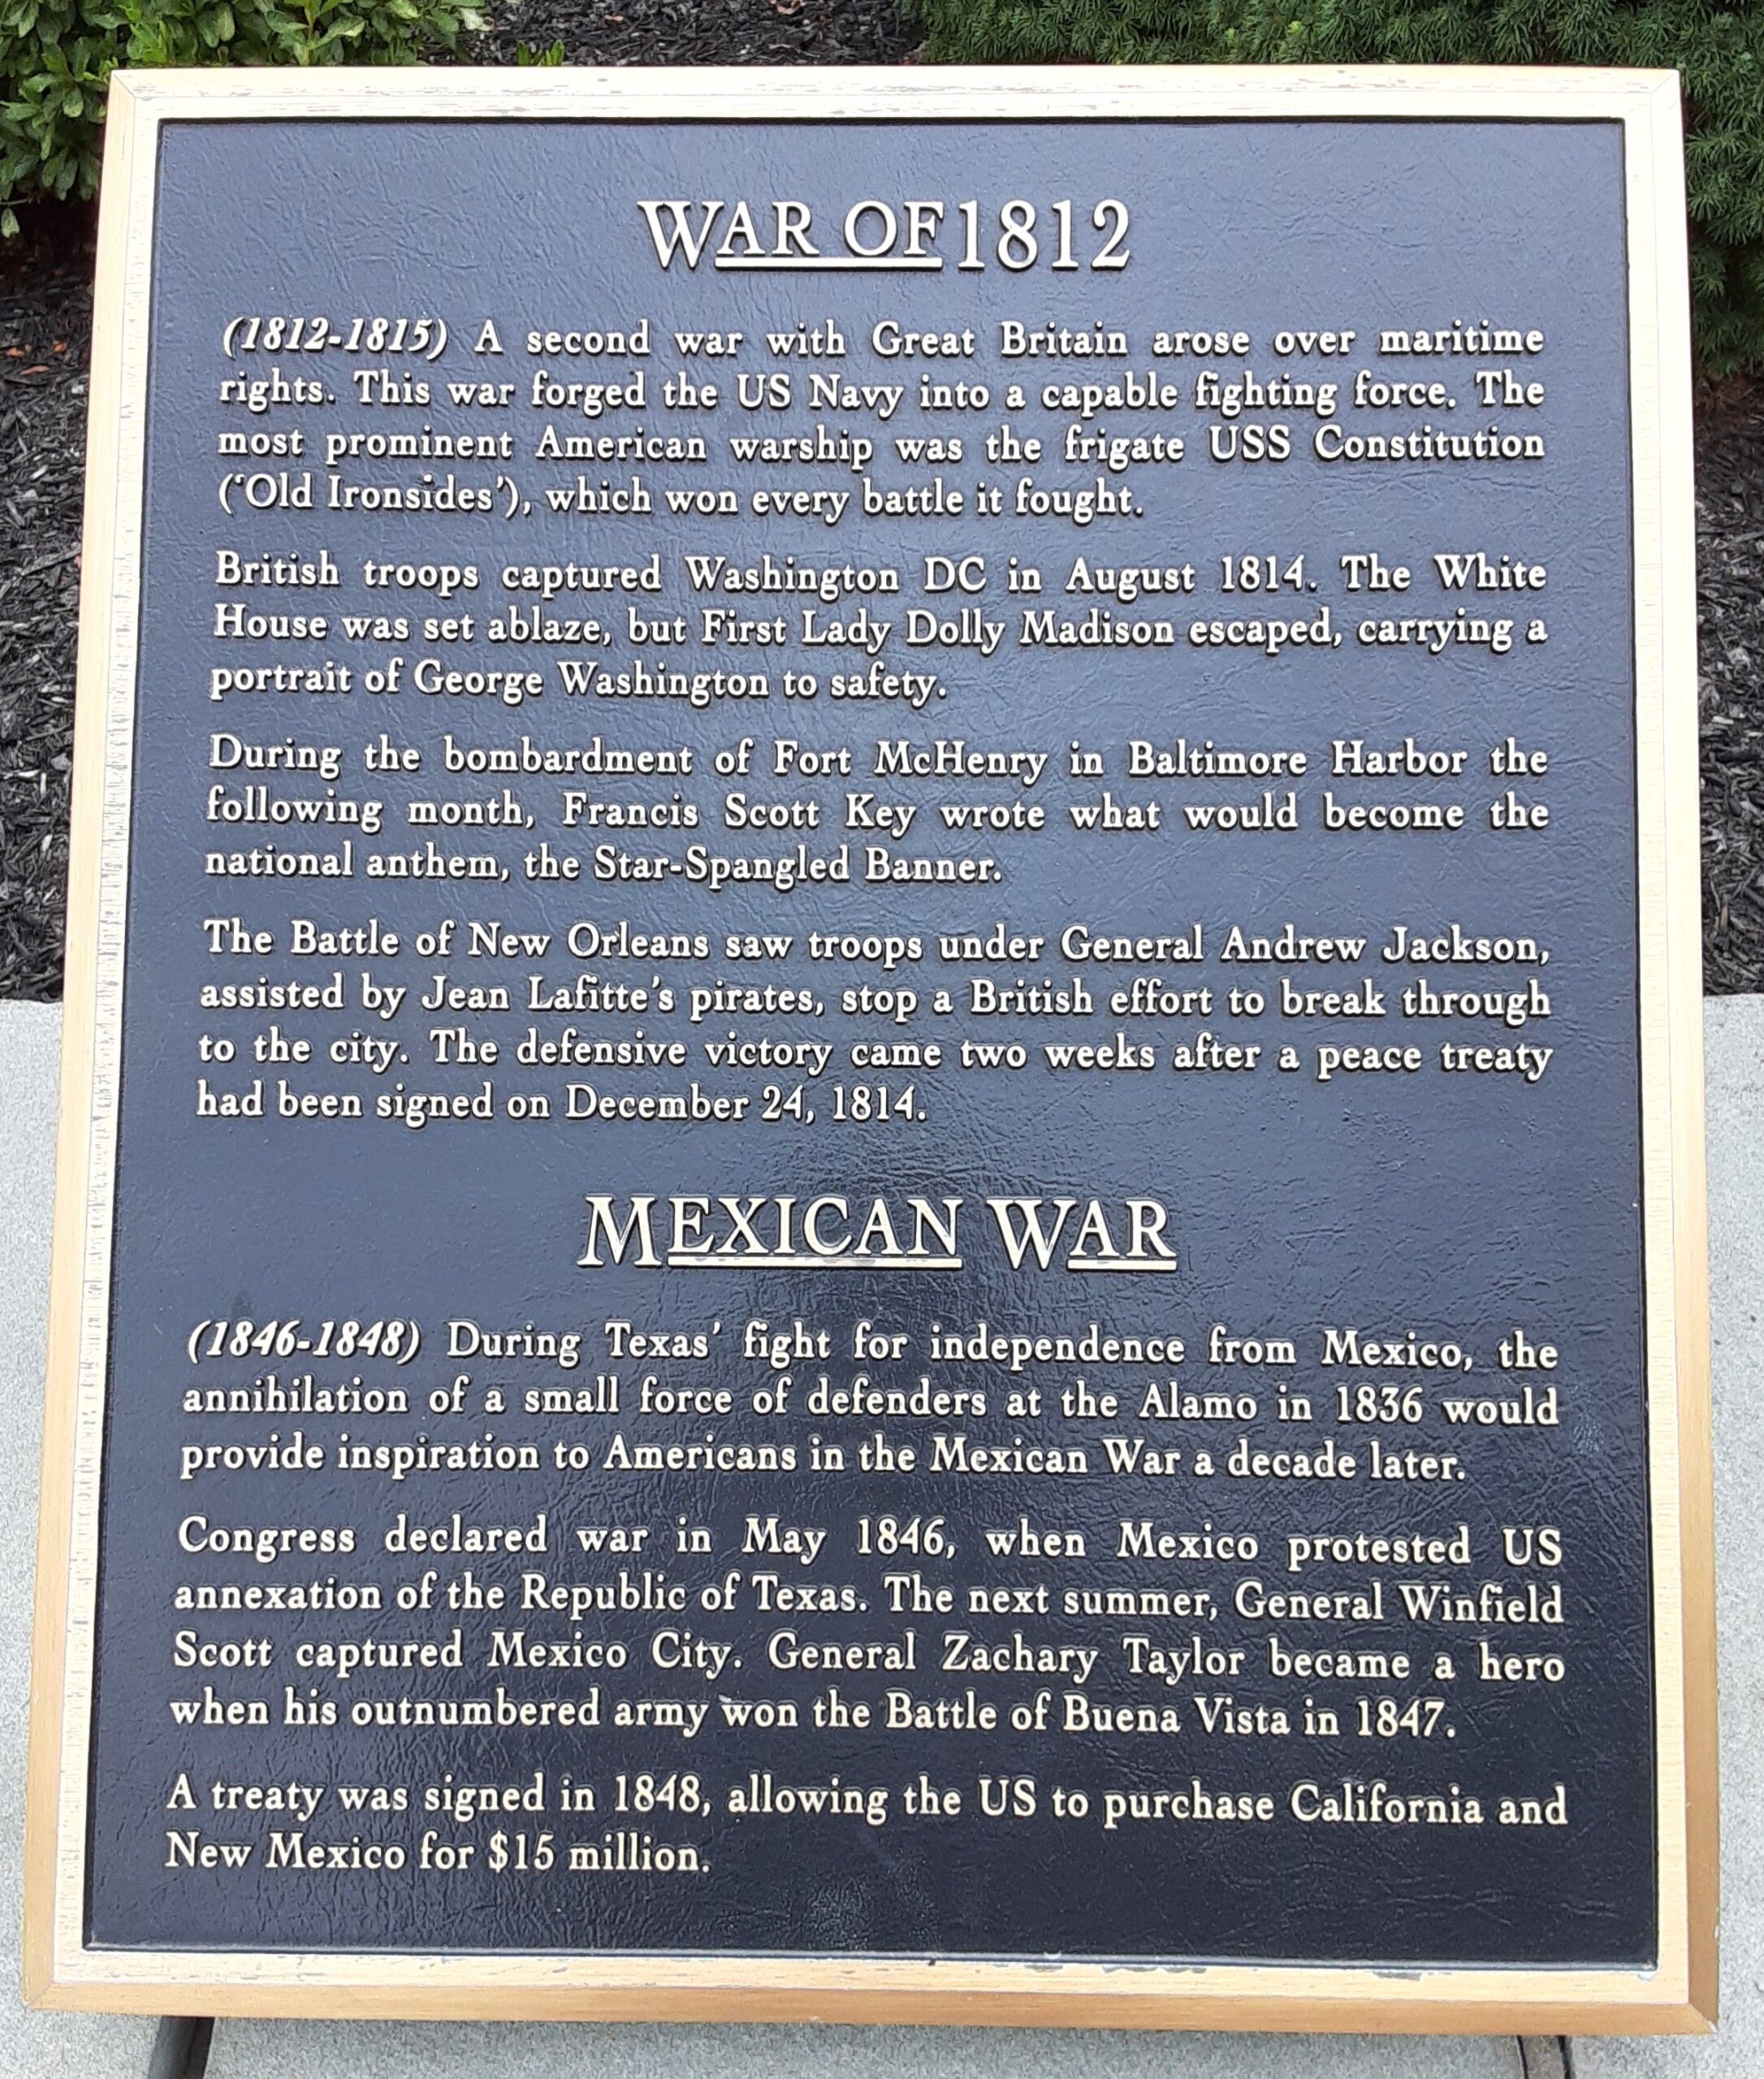 WAR OF 1812
(1812-1815) A second war with Great Britain arose over maritime
rights. This war forged the US Navy into a capable fighting force. The
most prominent American warship was the frigate USS Constitution
('Old Ironsides'), which won every battle it fought.
British troops captured Washington DC in August 1814. The White
House was set ablaze, but First Lady Dolly Madison escaped, carrying a
portrait of George Washington to safety.
During the bombardment of Fort McHenry in Baltimore Harbor the
following month, Francis Scott Key wrote what would become the
national anthem, the Star-Spangled Banner.
The Battle of New Orleans saw troops under General Andrew Jackson,
assisted by Jean Lafitte's pirates, stop a British effort to break through
to the city. The defensive victory came two weeks after a peace treaty
had been signed on December 24, 1814.
MEXICAN WAR
(1846-1848) During Texas' fight for independence from Mexico, the
annihilation of a small force of defenders at the Alamo in 1836 would
provide inspiration to Americans in the Mexican War a decade later.
Congress declared war in May 1846, when Mexico protested US
annexation of the Republic of Texas. The next summer, General Winfield
Scott captured Mexico City. General Zachary Taylor became a hero
when his outnumbered army won the Battle of Buena Vista in 1847.
A treaty was signed in 1848, allowing the US to purchase California and
New Mexico for $15 million.